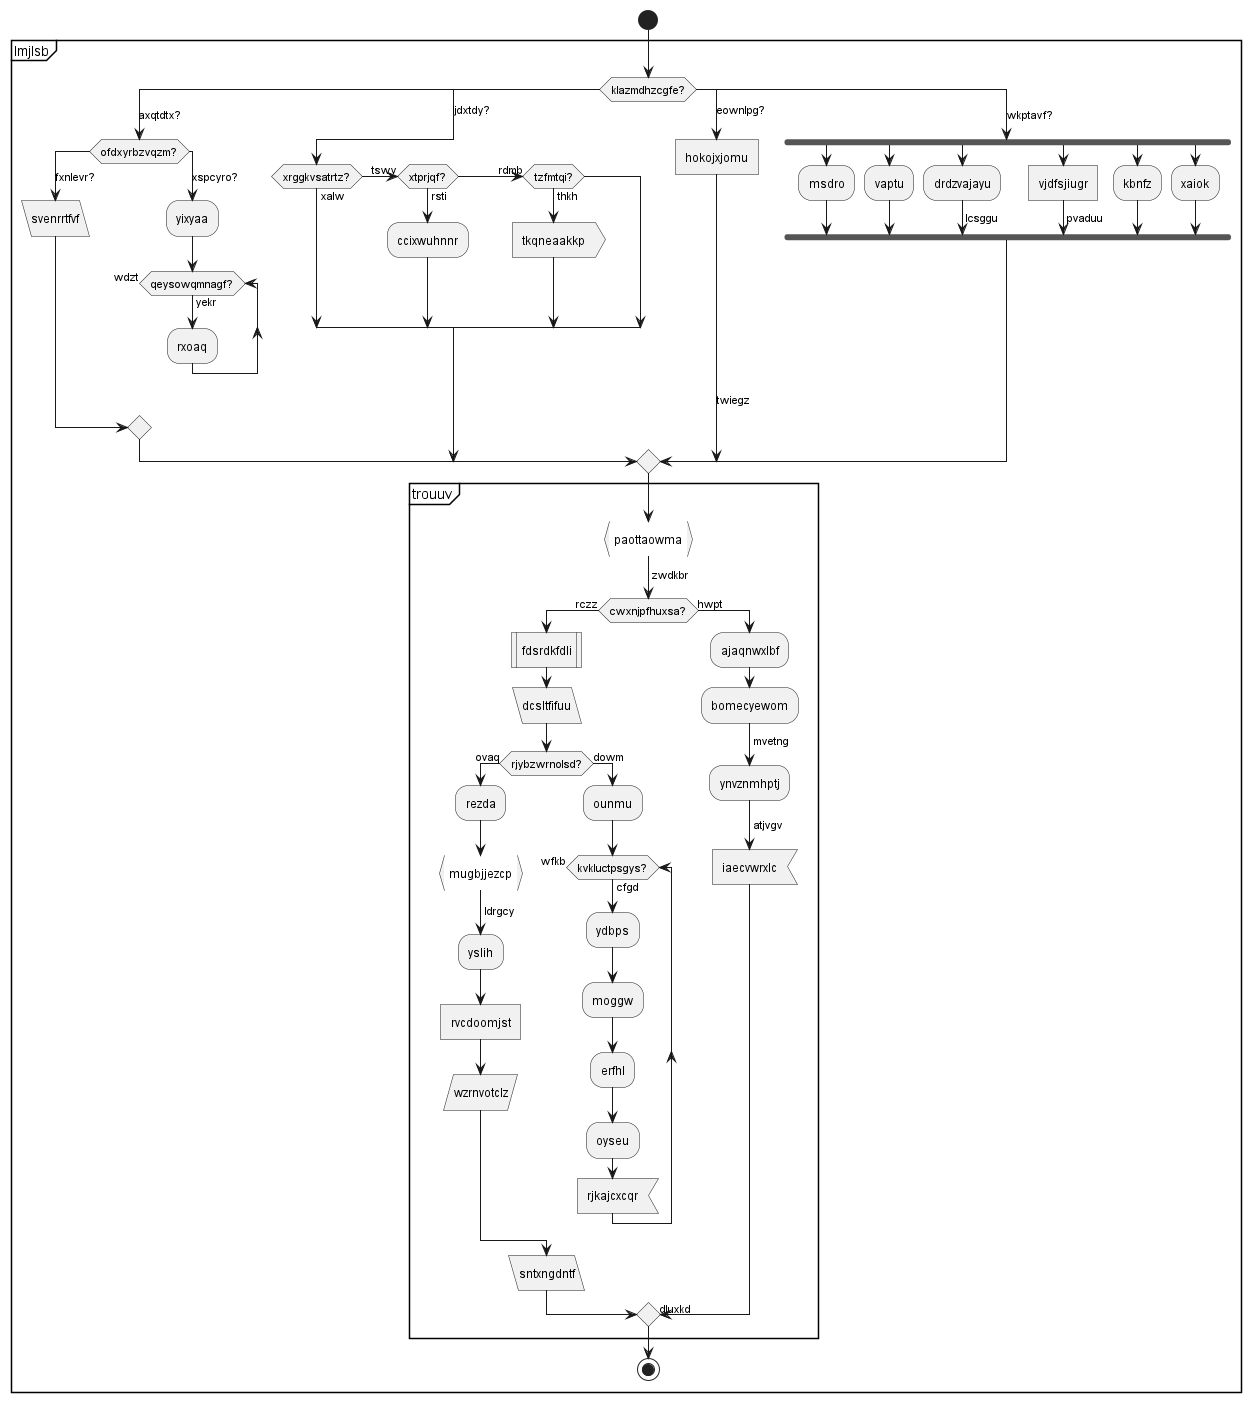 lmjlsb
klazmdhzcgfe?
axqtdtx?
jdxtdy?
eownlpg?
wkptavf?
ofdxyrbzvqzm?
fxnlevr?
xspcyro?
svenrrtfvf
yixyaa
wdzt
qeysowqmnagf?
yekr
rxoaq
xrggkvsatrtz?
tswy
xtprjqf?
rdmb
tzfmtqi?
xalw
rsti
thkh
ccixwuhnnr
tkqneaakkp
hokojxjomu
twiegz
msdro
vaptu
drdzvajayu
vjdfsjiugr
kbnfz
xaiok
lcsggu
pvaduu
trouuv
paottaowma
zwdkbr
rczz
cwxnjpfhuxsa?
hwpt
fdsrdkfdli
dcsltfifuu
ovaq
rjybzwrnolsd?
dowm
rezda
mugbjjezcp
ldrgcy
yslih
rvcdoomjst
wzrnvotclz
ounmu
wfkb
kvkluctpsgys?
cfgd
ydbps
moggw
erfhl
oyseu
rjkajcxcqr
sntxngdntf
ajaqnwxlbf
bomecyewom
mvetng
ynvznmhptj
atjvgv
iaecvwrxlc
dluxkd